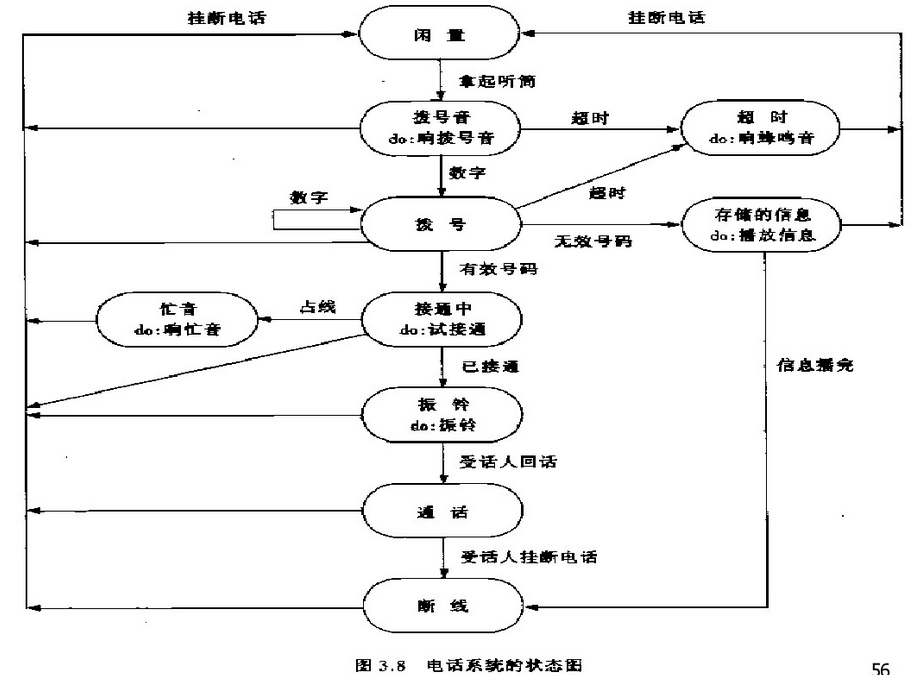 挂断电话
挂断电话
闲置
拿起听筒
拨号音
do:响拨号音
超时
超时
do:响蜂鸣音
数字
数字
超时
拨号
无效号码
存储的信息
do:播放信息
有效号码
忙音
do:响忙音
占线
接通中
do:试接通
已接通
信息播完
振铃
do:振铃
受话人回话
通话
受话人挂断电话
断线
图 3.8 电话系统的状态图
56